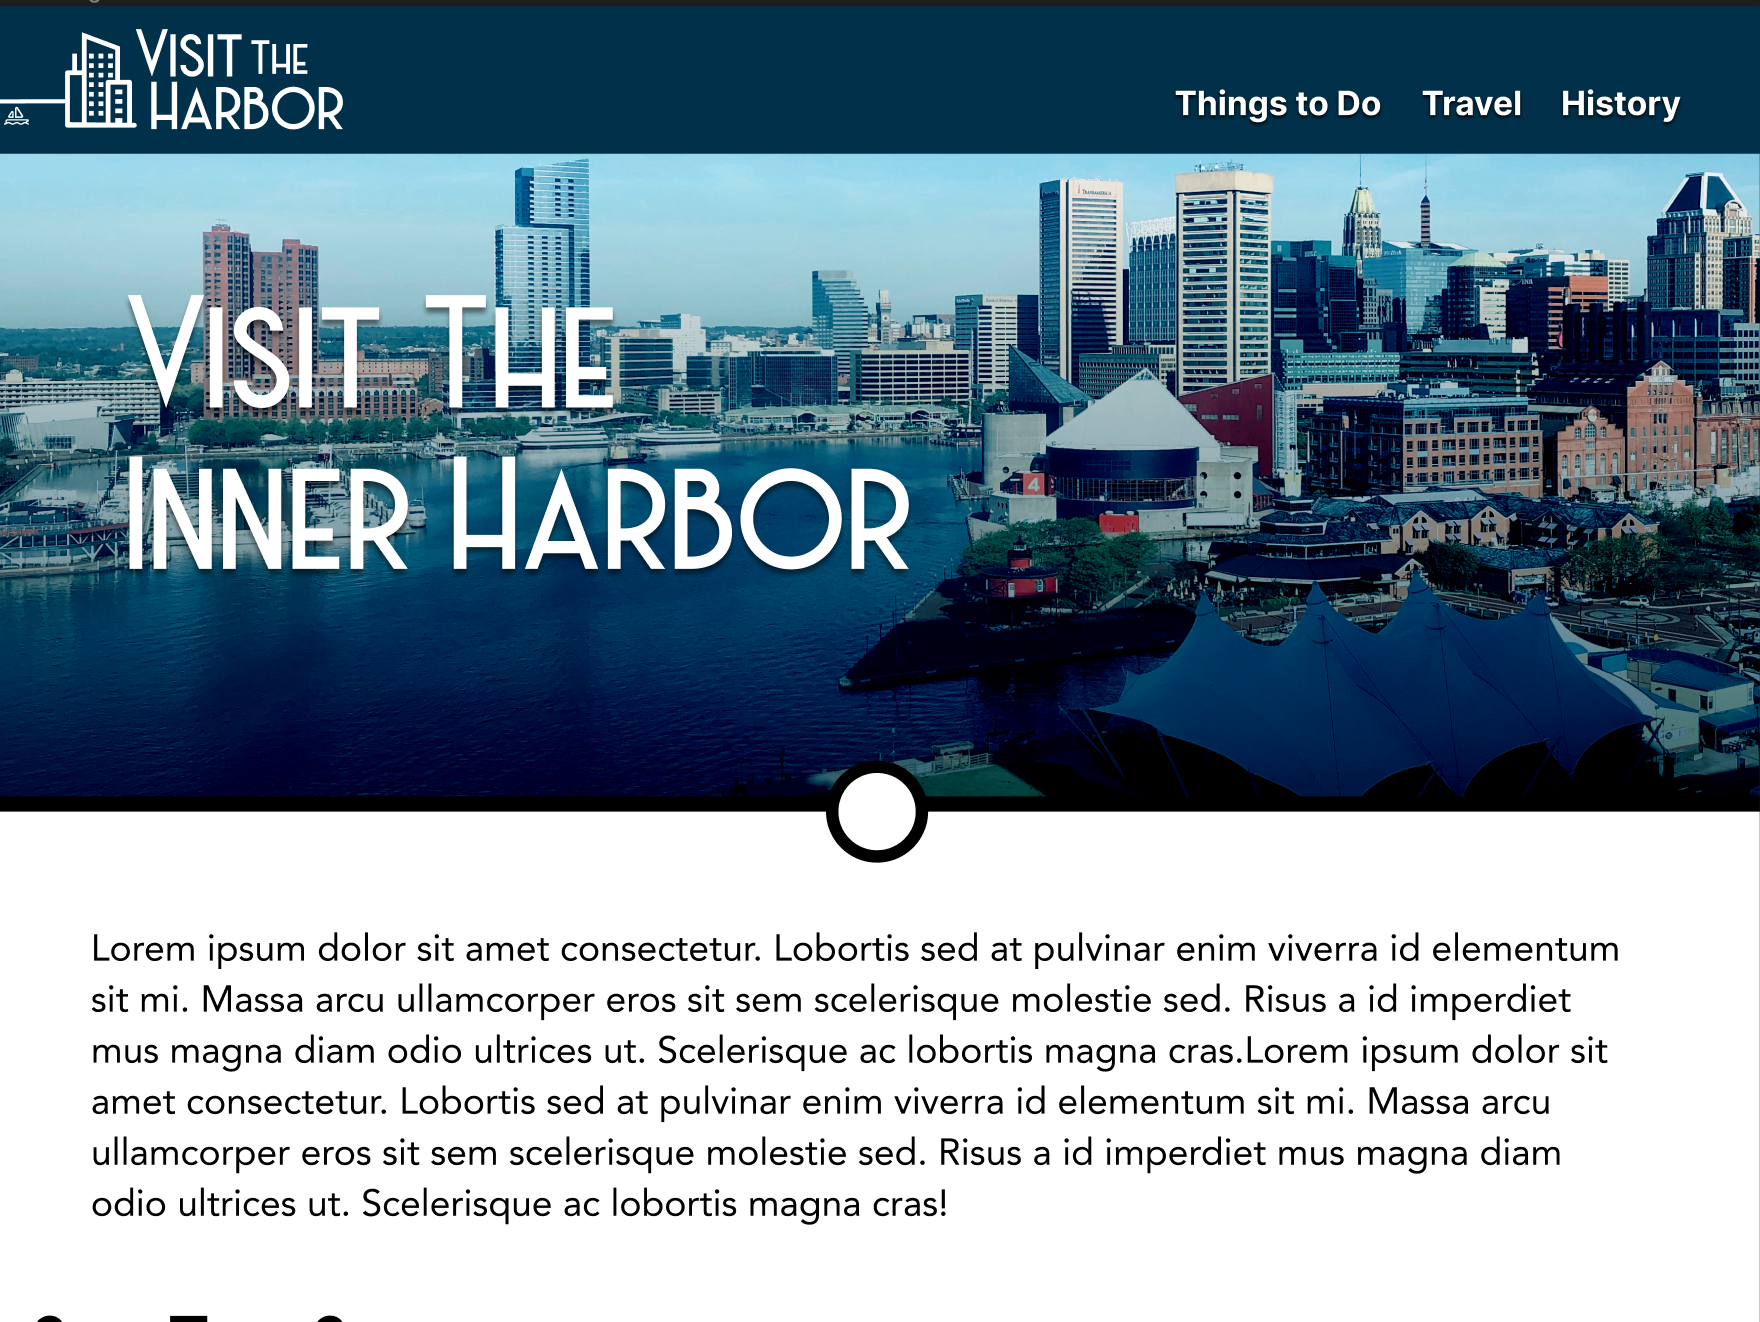 VISIT THE
HARBOR
Things to Do Travel History
TRANSAMERICA
VISIT THE
INNER HARBOR
4
Lorem ipsum dolor sit amet consectetur. Lobortis sed at pulvinar enim viverra id elementum
sit mi. Massa arcu ullamcorper eros sit sem scelerisque molestie sed. Risus a id imperdiet
mus magna diam odio ultrices ut. Scelerisque ac lobortis magna cras.Lorem ipsum dolor sit
amet consectetur. Lobortis sed at pulvinar enim viverra id elementum sit mi. Massa arcu
ullamcorper eros sit sem scelerisque molestie sed. Risus a id imperdiet mus magna diam
odio ultrices ut. Scelerisque ac lobortis magna cras!